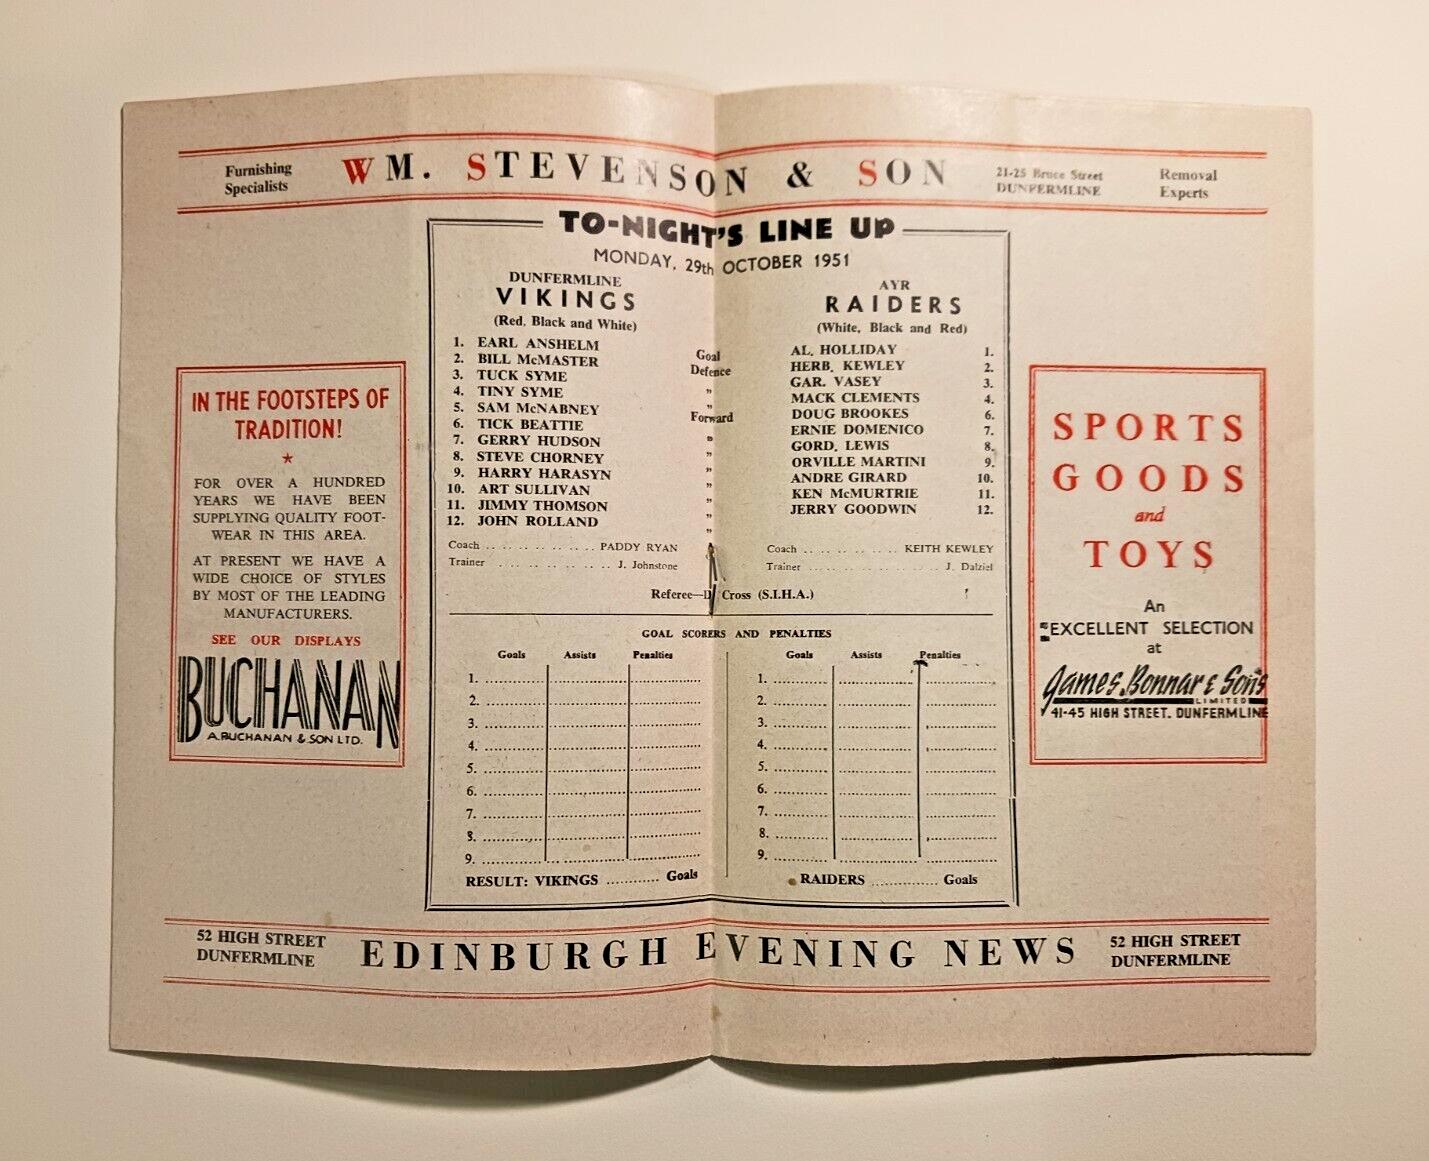 Furnishing
Specialists
WM. STEVENSON & SON
21-25 Bruce Street
DUNFERMLINE
Removal
Experts
TO-NIGHT'S LINE UP
MONDAY, 29th OCTOBER 1951
DUNFERMLINE
VIKINGS
(Red, Black and White)
1. EARL ANSHELM
2. BILL McMASTER
3. TUCK SYME
4. TINY SYME
5. SAM McNABNEY
6. TICK BEATTIE
7. GERRY HUDSON
8. STEVE CHORNEY
9. HARRY HARASYN
10. ART SULLIVAN
11. JIMMY THOMSON
12. JOHN ROLLAND
Coach .. .. .. .. .. .. PADDY RYAN
Trainer .. .. .. .. .. .. J. Johnstone
Goal
Defence
"
"
Forward
"
"
"
"
"
"
"
AYR
RAIDERS
(White, Black and Red)
AL. HOLLIDAY 1.
HERB. KEWLEY 2.
GAR. VASEY 3.
MACK CLEMENTS 4.
DOUG BROOKES 6.
ERNIE DOMENICO 7.
GORD. LEWIS 8.
ORVILLE MARTINI 9.
ANDRE GIRARD 10.
KEN McMURTRIE 11.
JERRY GOODWIN 12.
Coach .. .. .. .. .. KEITH KEWLEY
Trainer .. .. .. .. .. .. J. Dalziel
Referee—D Cross (S.I.H.A.)
GOAL SCORERS AND PENALTIES
Goals Assists Penalties
1.
2.
3.
4.
5.
6.
7.
8.
9.
RESULT: VIKINGS ............ Goals
Goals Assists Penalties
1.
2.
3.
4.
5.
6.
7.
8.
9.
RAIDERS ............... Goals
IN THE FOOTSTEPS OF
TRADITION!
FOR OVER A HUNDRED
YEARS WE HAVE BEEN
SUPPLYING QUALITY FOOT-
WEAR IN THIS AREA.
AT PRESENT WE HAVE A
WIDE CHOICE OF STYLES
BY MOST OF THE LEADING
MANUFACTURERS.
SEE OUR DISPLAYS
BUCHANAN
A. BUCHANAN & SON LTD.
SPORTS
GOODS
and
TOYS
An
EXCELLENT SELECTION
at
James Bonnar & Sons
LIMITED
41-45 HIGH STREET. DUNFERMLINE
52 HIGH STREET
DUNFERMLINE
EDINBURGH EVENING NEWS
52 HIGH STREET
DUNFERMLINE